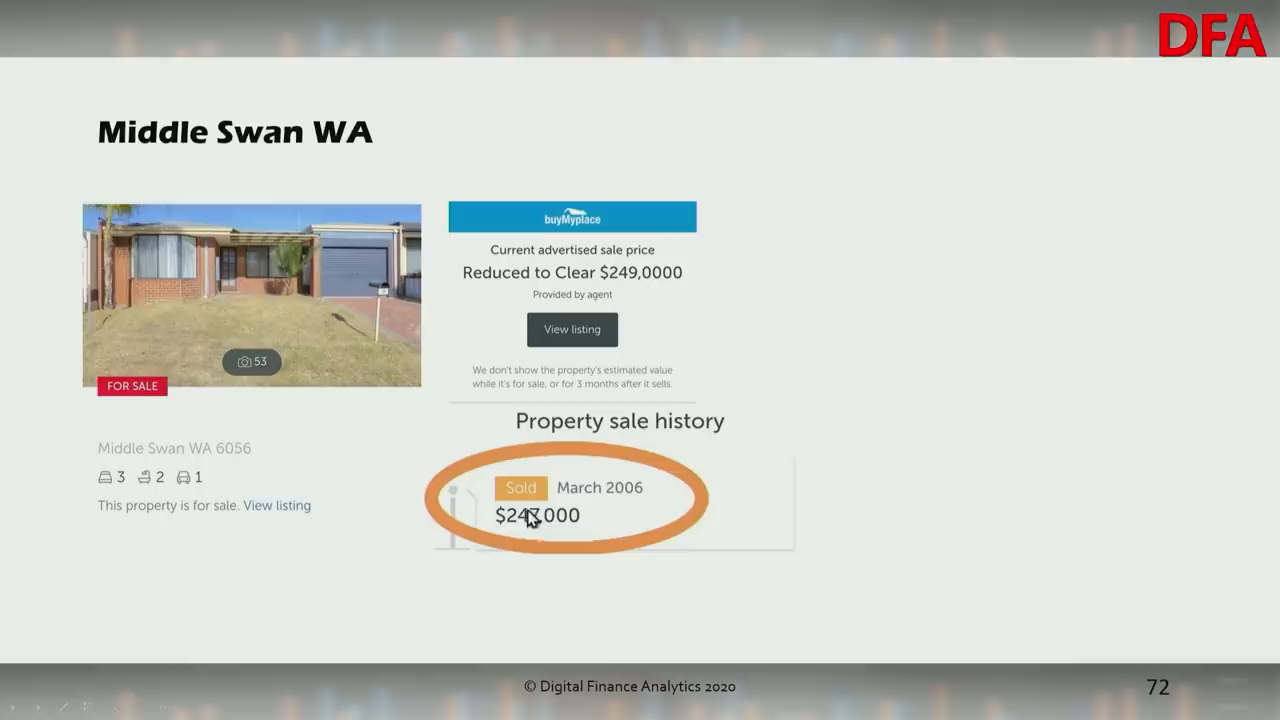 DFA
Middle Swan WA
buyMyplace
Current advertised sale price
Reduced to Clear $249,0000
Provided by agent
View listing
We don't show the property's estimated value
while it's for sale, or for 3 months after it sells.
53
FOR SALE
Middle Swan WA 6056
3 2 1
This property is for sale. View listing
Property sale history
Sold March 2006
$247,000
© Digital Finance Analytics 2020
72